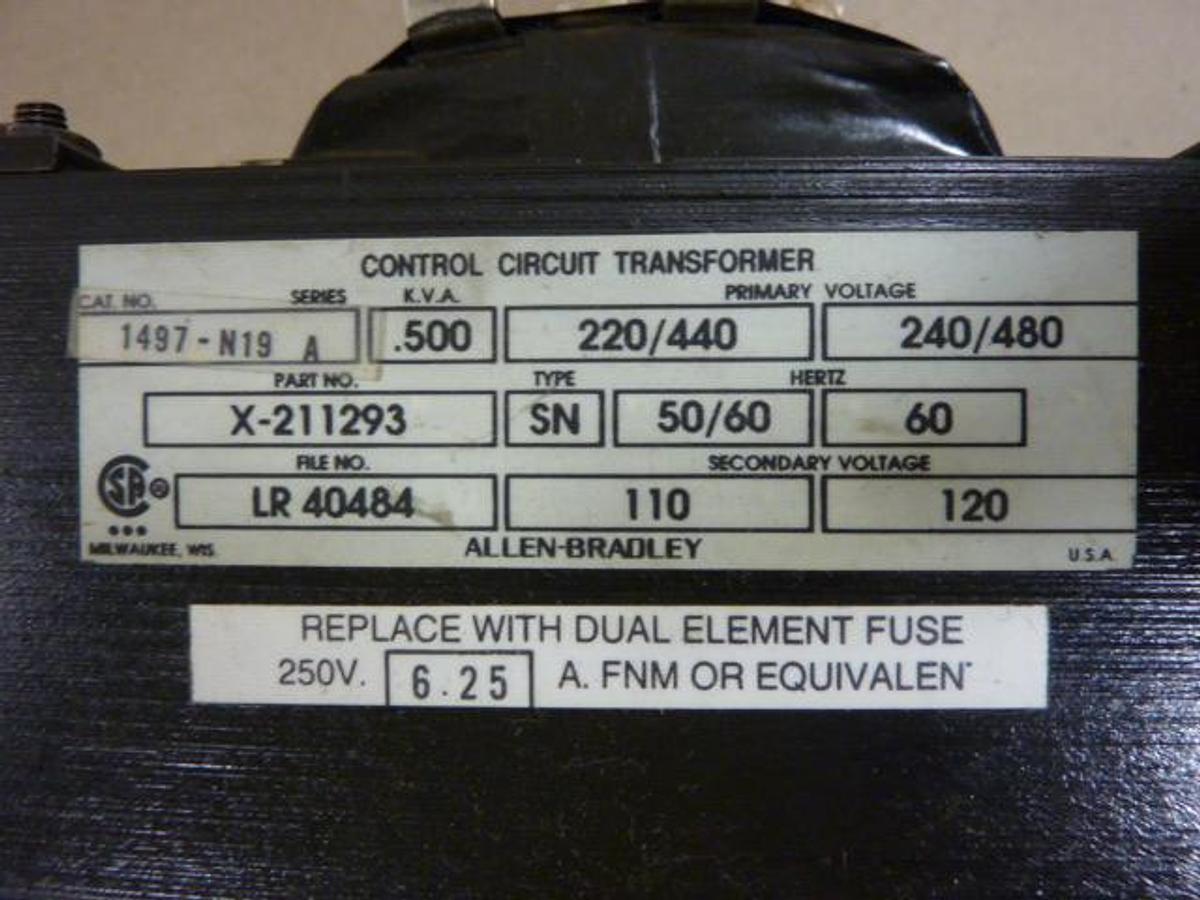 CONTROL CIRCUIT TRANSFORMER
CAT. NO. SERIES K.V.A. PRIMARY VOLTAGE
1497-N19 A .500 220/440 240/480
PART NO. TYPE HERTZ
X-211293 SN 50/60 60
FILE NO. SECONDARY VOLTAGE
SA ® LR 40484 110 120
MILWAUKEE, WIS. ALLEN-BRADLEY U.S.A.
REPLACE WITH DUAL ELEMENT FUSE
250V. 6.25 A. FNM OR EQUIVALEN